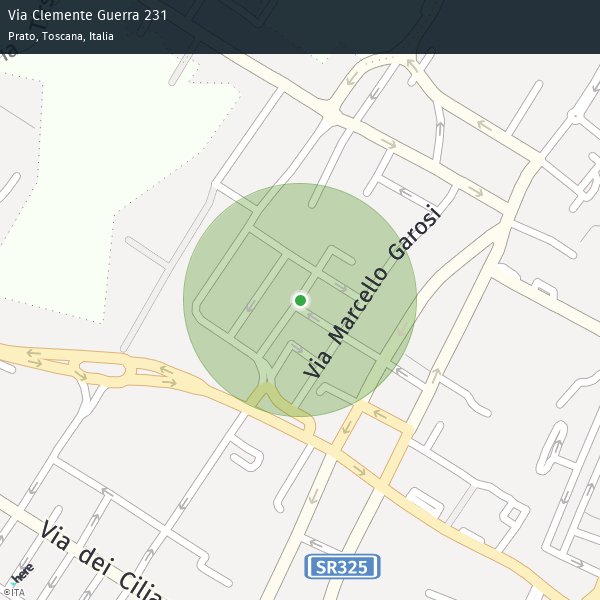 Via Clemente Guerra 231
Prato, Toscana, Italia
Via Marcello Garosi
Via dei Cilia
SR325
here
©ITA